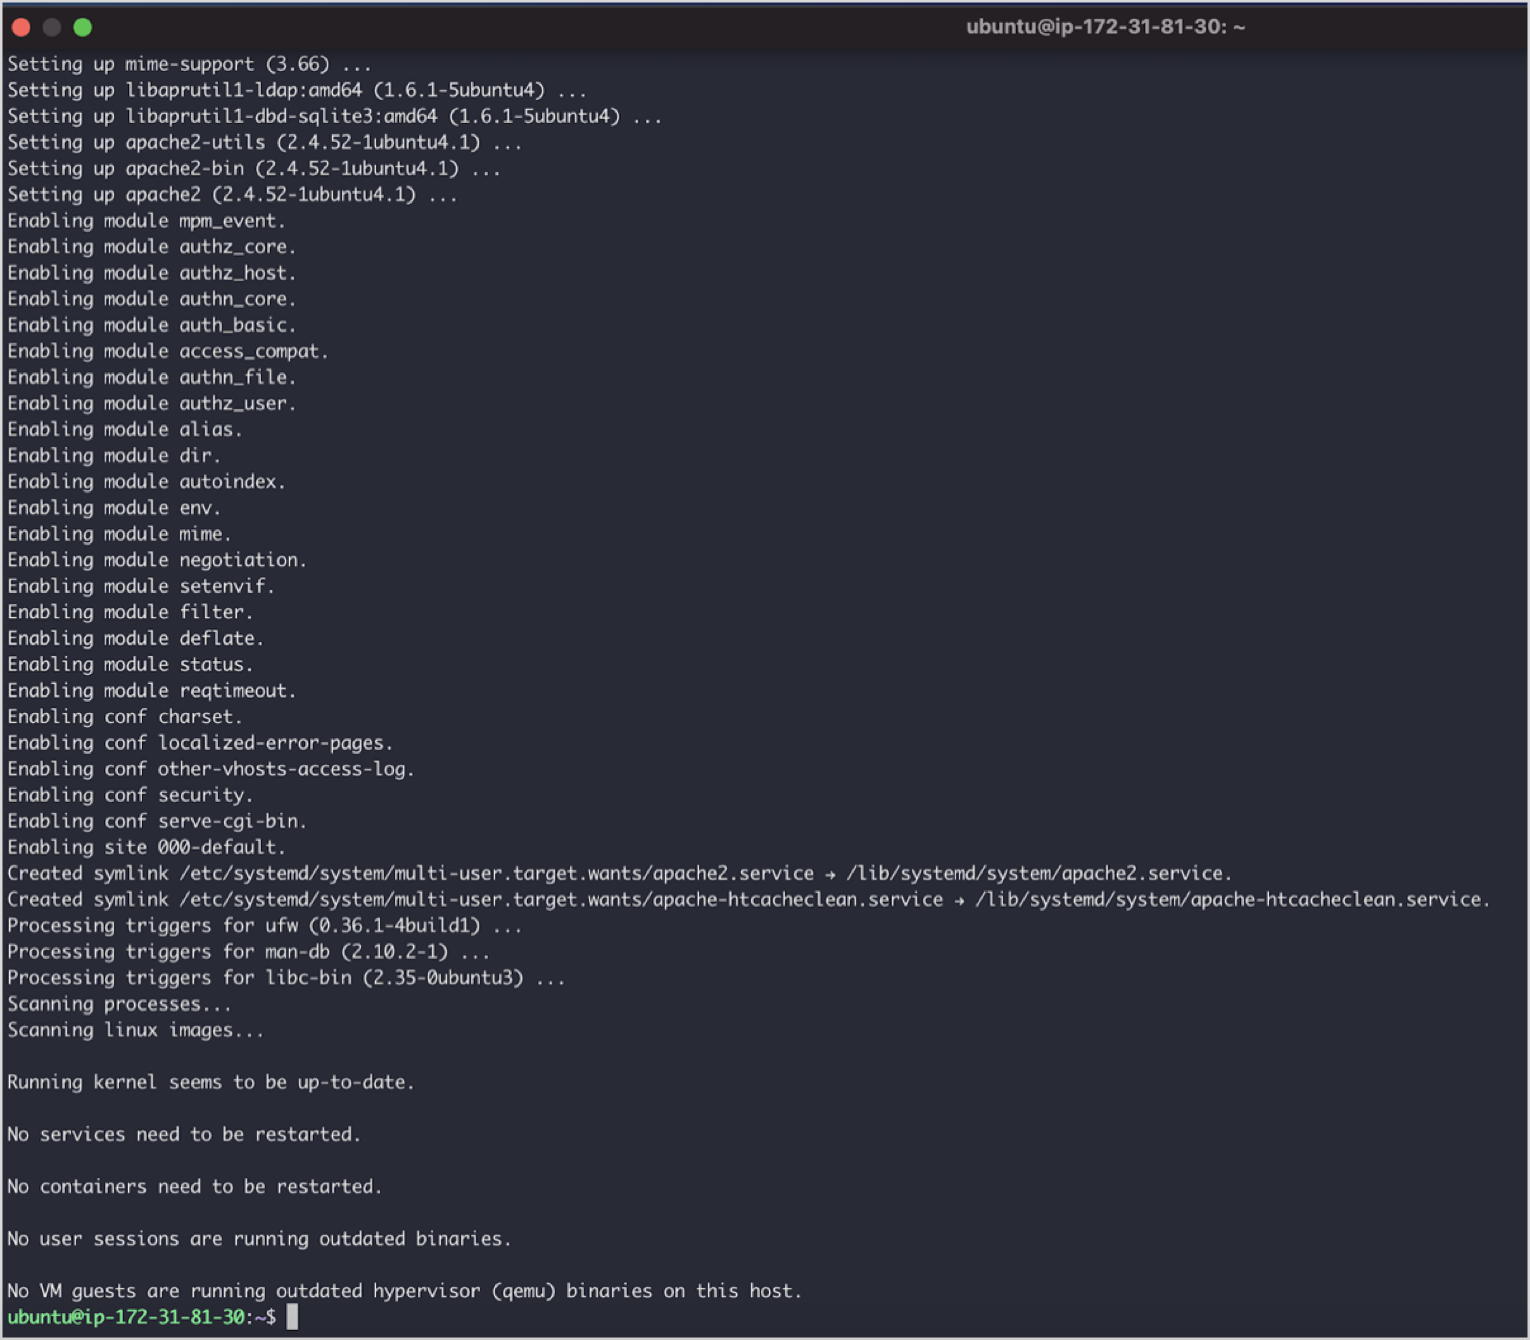 ubuntu@ip-172-31-81-30: ~
Setting up mime-support (3.66) ...
Setting up libaprutil1-ldap:amd64 (1.6.1-5ubuntu4) ...
Setting up libaprutil1-dbd-sqlite3:amd64 (1.6.1-5ubuntu4) ...
Setting up apache2-utils (2.4.52-1ubuntu4.1) ...
Setting up apache2-bin (2.4.52-1ubuntu4.1) ...
Setting up apache2 (2.4.52-1ubuntu4.1) ...
Enabling module mpm_event.
Enabling module authz_core.
Enabling module authz_host.
Enabling module authn_core.
Enabling module auth_basic.
Enabling module access_compat.
Enabling module authn_file.
Enabling module authz_user.
Enabling module alias.
Enabling module dir.
Enabling module autoindex.
Enabling module env.
Enabling module mime.
Enabling module negotiation.
Enabling module setenvif.
Enabling module filter.
Enabling module deflate.
Enabling module status.
Enabling module reqtimeout.
Enabling conf charset.
Enabling conf localized-error-pages.
Enabling conf other-vhosts-access-log.
Enabling conf security.
Enabling conf serve-cgi-bin.
Enabling site 000-default.
Created symlink /etc/systemd/system/multi-user.target.wants/apache2.service → /lib/systemd/system/apache2.service.
Created symlink /etc/systemd/system/multi-user.target.wants/apache-htcacheclean.service → /lib/systemd/system/apache-htcacheclean.service.
Processing triggers for ufw (0.36.1-4build1) ...
Processing triggers for man-db (2.10.2-1) ...
Processing triggers for libc-bin (2.35-0ubuntu3) ...
Scanning processes...
Scanning linux images...
Running kernel seems to be up-to-date.
No services need to be restarted.
No containers need to be restarted.
No user sessions are running outdated binaries.
No VM guests are running outdated hypervisor (qemu) binaries on this host.
ubuntu@ip-172-31-81-30:~$